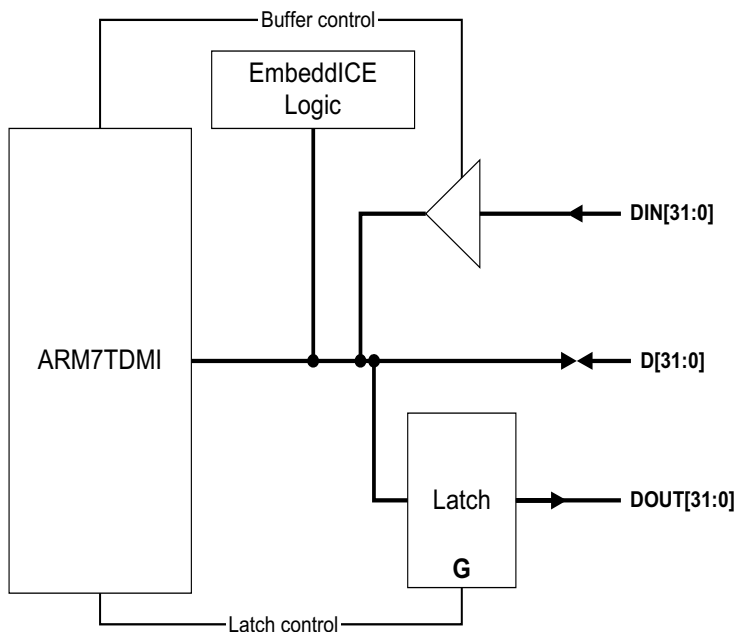 Buffer control
EmbeddICE
Logic
DIN[31:0]
ARM7TDMI
D[31:0]
Latch
DOUT[31:0]
G
Latch control